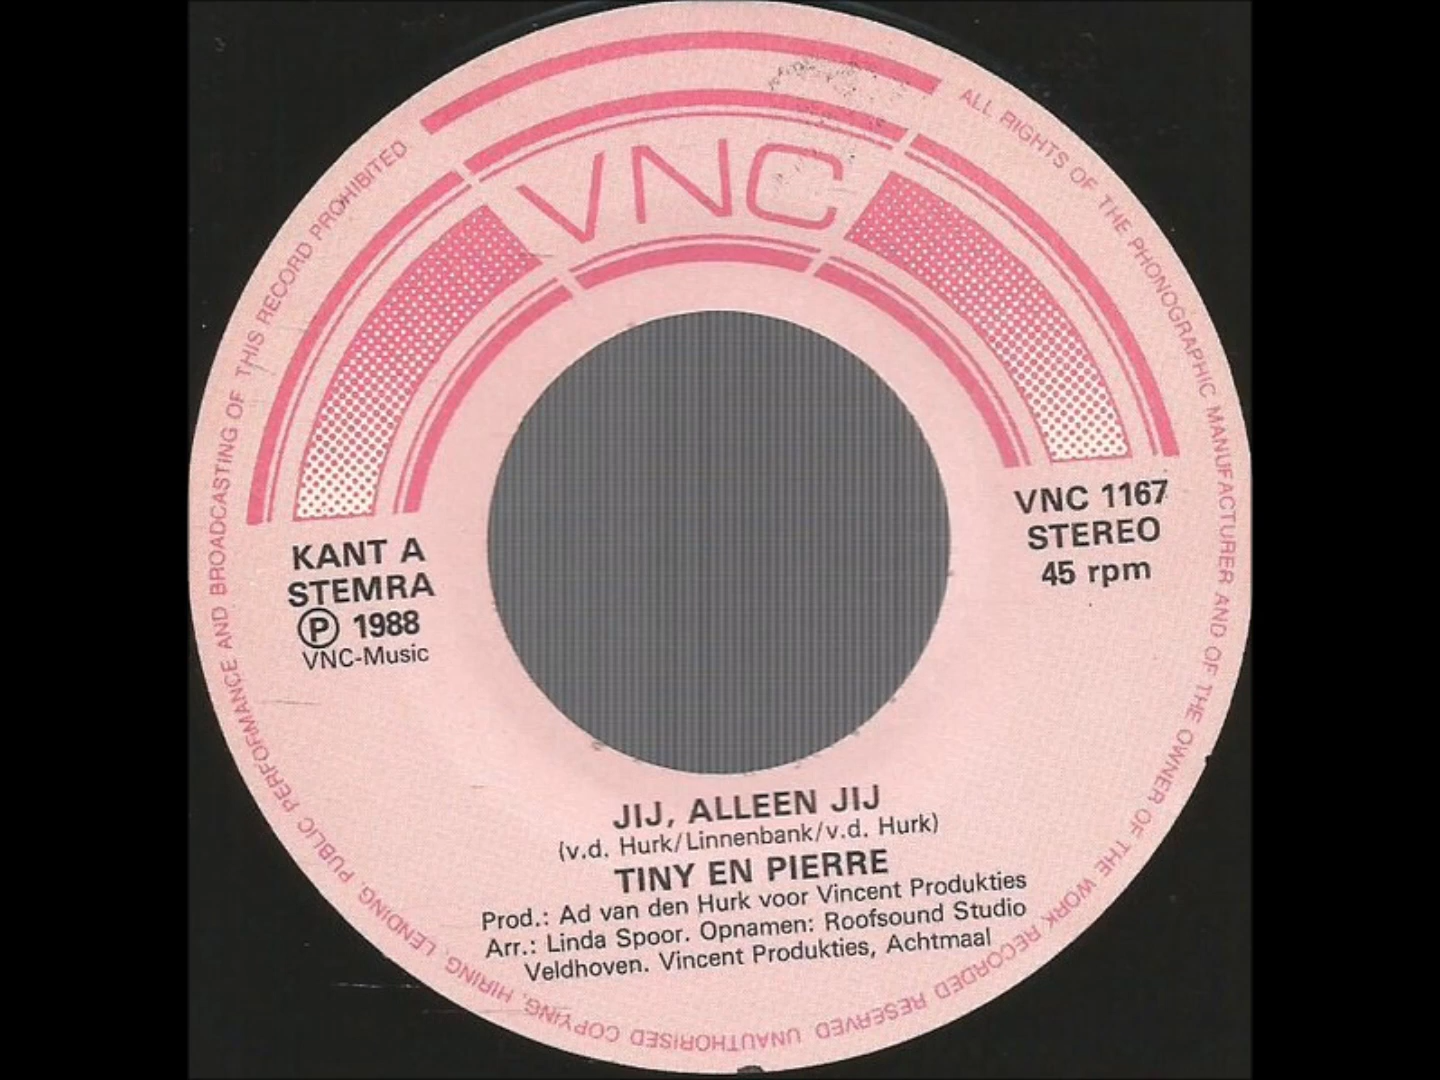 VNC
ALL RIGHTS OF THE PHONOGRAPHIC MANUFACTURER AND OF THE OWNER OF THE WORK RECORDED RESERVED UNAUTHORISED COPYING, HIRING, LENDING, PUBLIC PERFORMANCE AND BROADCASTING OF THIS RECORD PROHIBITED
KANT A
STEMRA
Ⓟ 1988
VNC-Music
VNC 1167
STEREO
45 rpm
JIJ, ALLEEN JIJ
(v.d. Hurk/Linnenbank/v.d. Hurk)
TINY EN PIERRE
Prod.: Ad van den Hurk voor Vincent Produkties
Arr.: Linda Spoor. Opnamen: Roofsound Studio
Veldhoven. Vincent Produkties, Achtmaal